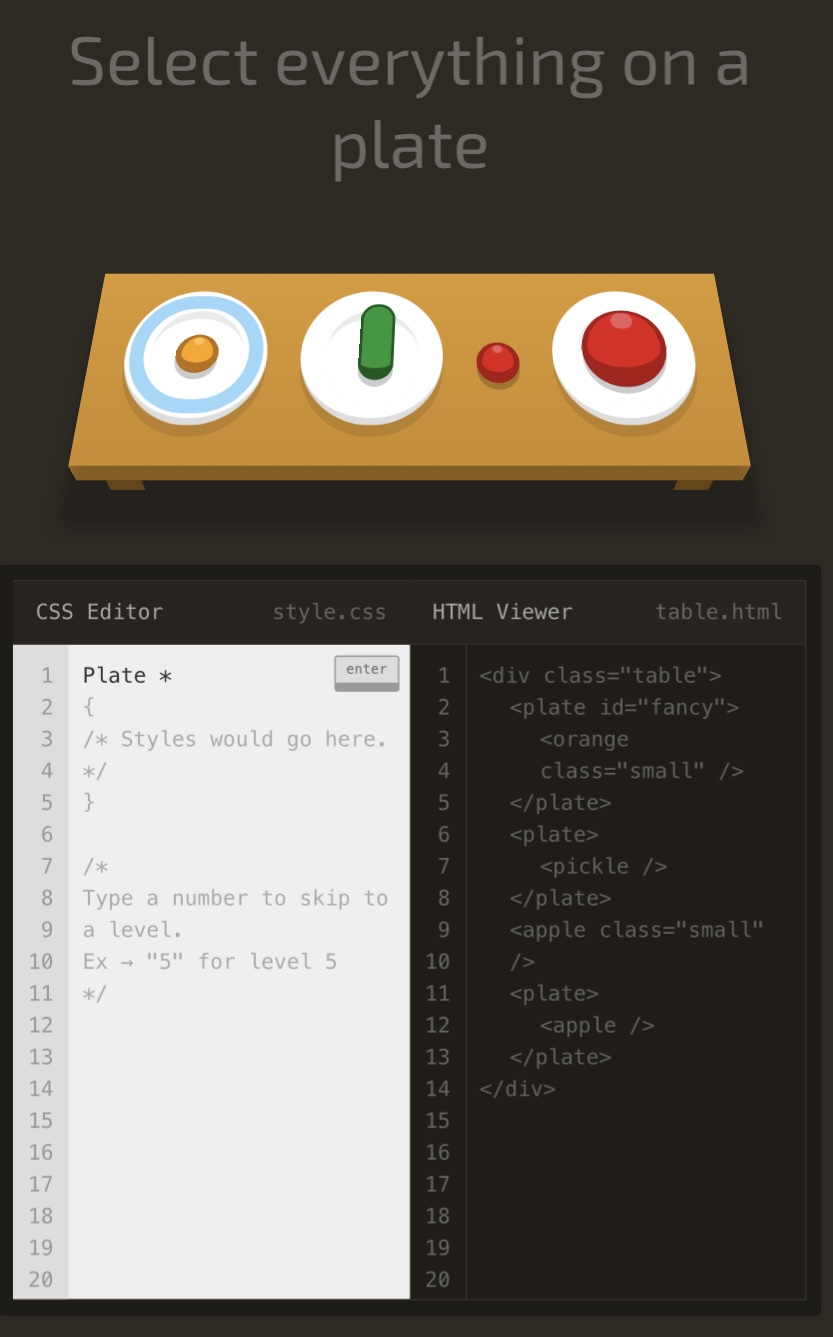 Select everything on a
plate
CSS Editor
style.css
enter
1
Plate *
2
{
3
/* Styles would go here.
4
*/
5
}
6
7
/*
8
Type a number to skip to
9
a level.
10
Ex → "5" for level 5
11
*/
12
13
14
15
16
17
18
19
20
HTML Viewer
table.html
1
<div class="table">
2
<plate id="fancy">
3
<orange
4
class="small" />
5
</plate>
6
<plate>
7
<pickle />
8
</plate>
9
<apple class="small"
10
/>
11
<plate>
12
<apple />
13
</plate>
14
</div>
15
16
17
18
19
20